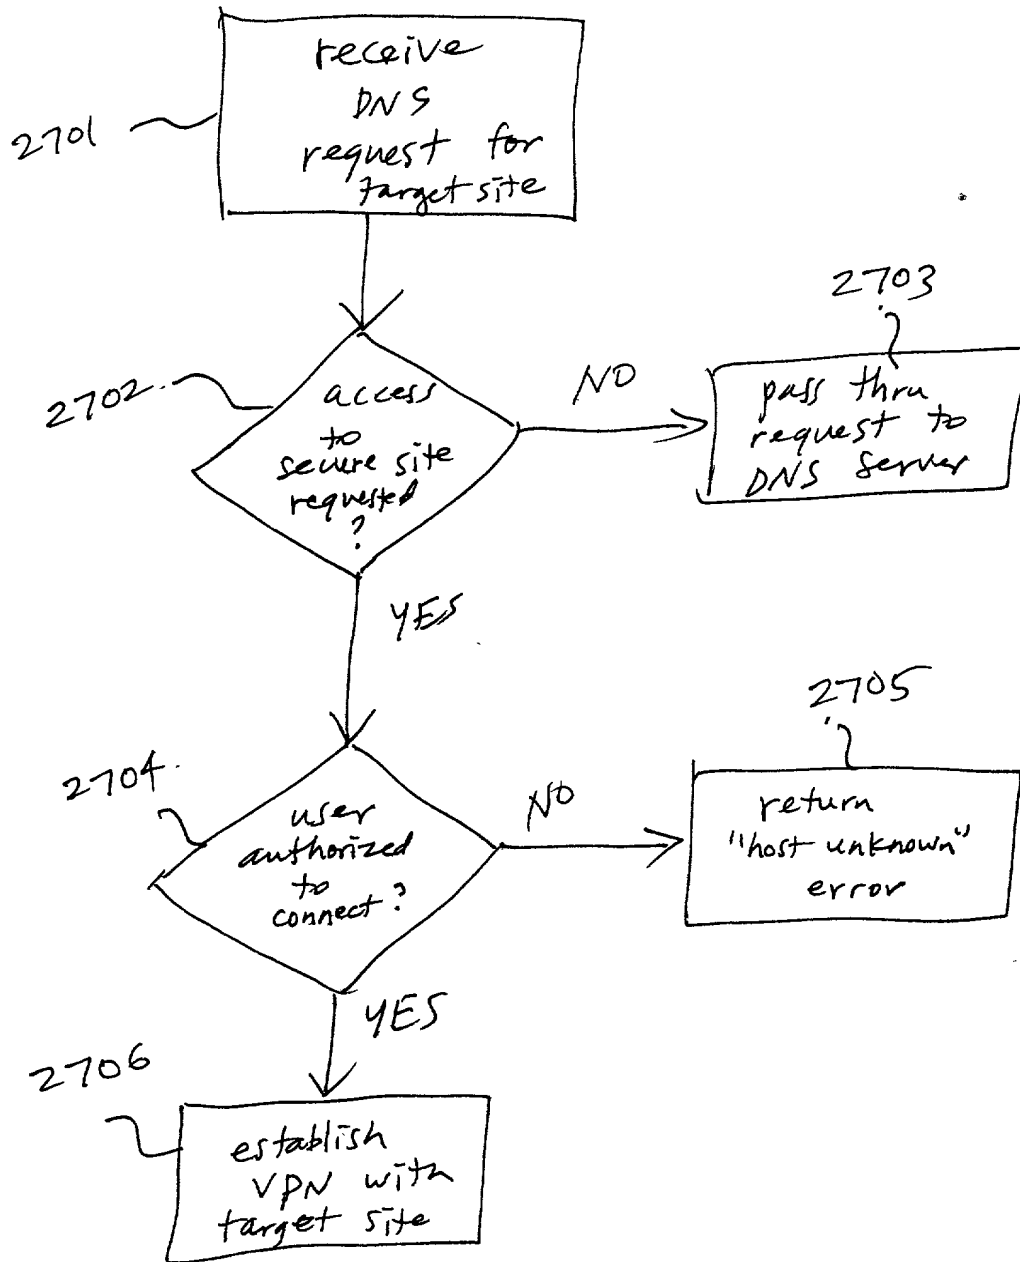 receive
DNS
request for
target site
2701
2703
2702
access
to
secure site
requested
?
NO
pass thru
request to
DNS server
YES
2705
2704
user
authorized
to
connect?
NO
return
"host unknown"
error
YES
2706
establish
VPN with
target site